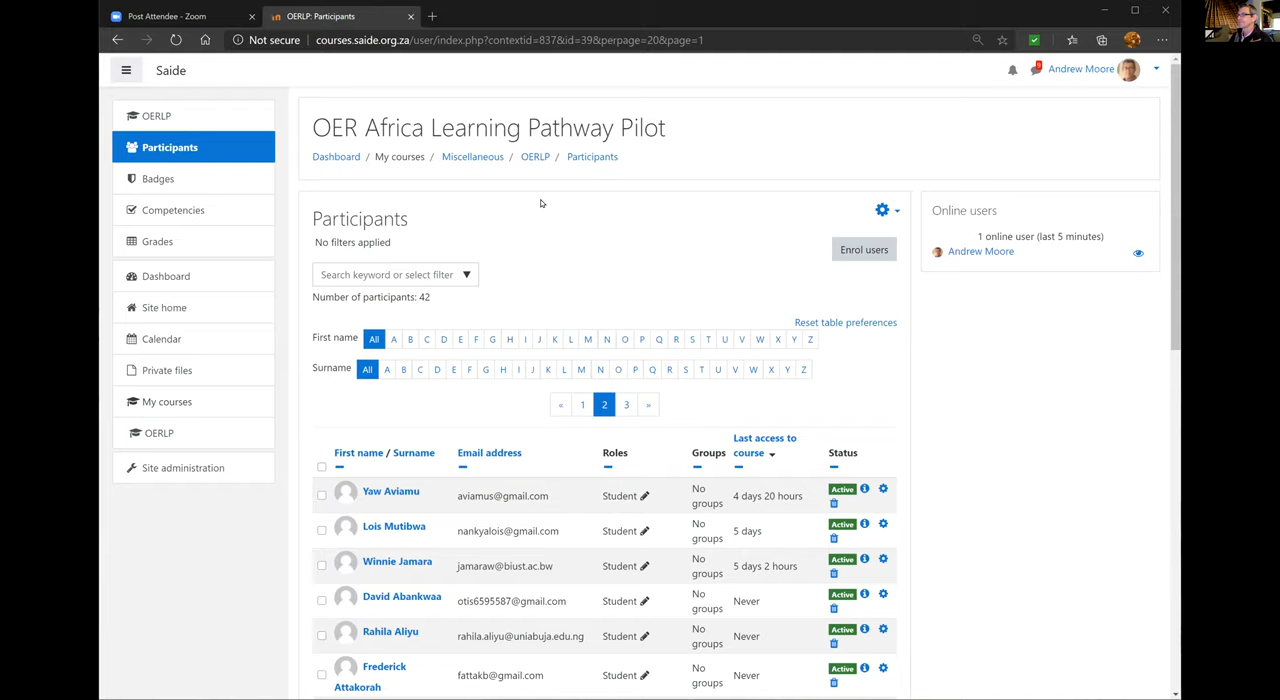 Post Attendee - Zoom
OERLP: Participants
Not secure
courses.saide.org.za/user/index.php?contextid=837&id=39&perpage=20&page=1
Saide
9
Andrew Moore
OERLP
Participants
Badges
Competencies
Grades
Dashboard
Site home
Calendar
Private files
My courses
OERLP
Site administration
OER Africa Learning Pathway Pilot
Dashboard / My courses / Miscellaneous / OERLP / Participants
Participants
No filters applied
Enrol users
Search keyword or select filter ▼
Number of participants: 42
Reset table preferences
First name All A B C D E F G H I J K L M N O P Q R S T U V W X Y Z
Surname All A B C D E F G H I J K L M N O P Q R S T U V W X Y Z
« 1 2 3 »
First name / Surname Email address Roles Groups Last access to course Status
Yaw Aviamu aviamus@gmail.com Student No groups 4 days 20 hours Active
Lois Mutibwa nankyalois@gmail.com Student No groups 5 days Active
Winnie Jamara jamaraw@biust.ac.bw Student No groups 5 days 2 hours Active
David Abankwaa otis6595587@gmail.com Student No groups Never Active
Rahila Aliyu rahila.aliyu@uniabuja.edu.ng Student No groups Never Active
Frederick Attakorah fattakb@gmail.com Student No groups Never Active
Online users
1 online user (last 5 minutes)
Andrew Moore